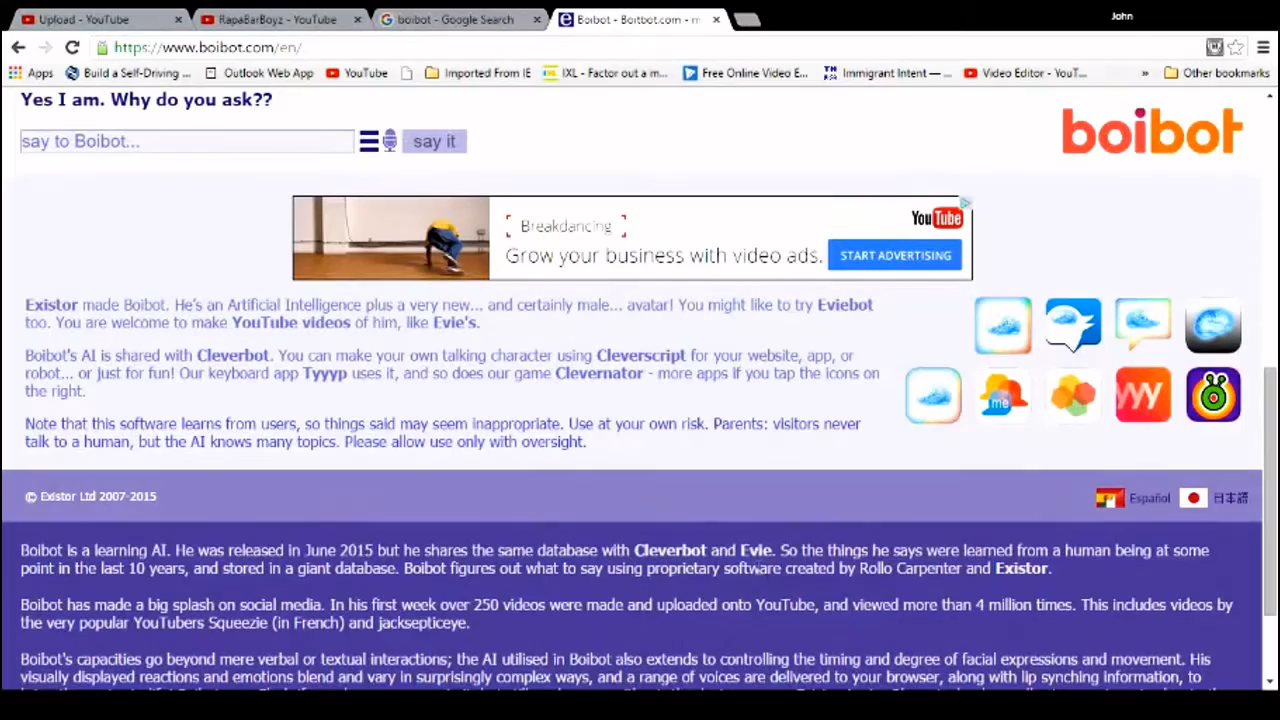 Upload - YouTube
RapaBarBoyz - YouTube
boibot - Google Search
Boibot - Boitbot.com - m
John
https://www.boibot.com/en/
Apps
Build a Self-Driving ...
Outlook Web App
YouTube
Imported From IE
IXL - Factor out a m...
Free Online Video E...
Immigrant Intent — ...
Video Editor - YouT...
»
Other bookmarks
Yes I am. Why do you ask??
say to Boibot...
say it
boibot
Breakdancing
Grow your business with video ads.
YouTube
START ADVERTISING
Existor made Boibot. He's an Artificial Intelligence plus a very new... and certainly male... avatar! You might like to try Eviebot
too. You are welcome to make YouTube videos of him, like Evie's.
Boibot's AI is shared with Cleverbot. You can make your own talking character using Cleverscript for your website, app, or
robot... or just for fun! Our keyboard app Tyyyp uses it, and so does our game Clevernator - more apps if you tap the icons on
the right.
me
Note that this software learns from users, so things said may seem inappropriate. Use at your own risk. Parents: visitors never
talk to a human, but the AI knows many topics. Please allow use only with oversight.
© Existor Ltd 2007-2015
Español
日本語
Boibot is a learning AI. He was released in June 2015 but he shares the same database with Cleverbot and Evie. So the things he says were learned from a human being at some
point in the last 10 years, and stored in a giant database. Boibot figures out what to say using proprietary software created by Rollo Carpenter and Existor.
Boibot has made a big splash on social media. In his first week over 250 videos were made and uploaded onto YouTube, and viewed more than 4 million times. This includes videos by
the very popular YouTubers Squeezie (in French) and jacksepticeye.
Boibot's capacities go beyond mere verbal or textual interactions; the AI utilised in Boibot also extends to controlling the timing and degree of facial expressions and movement. His
visually displayed reactions and emotions blend and vary in surprisingly complex ways, and a range of voices are delivered to your browser, along with lip synching information, to